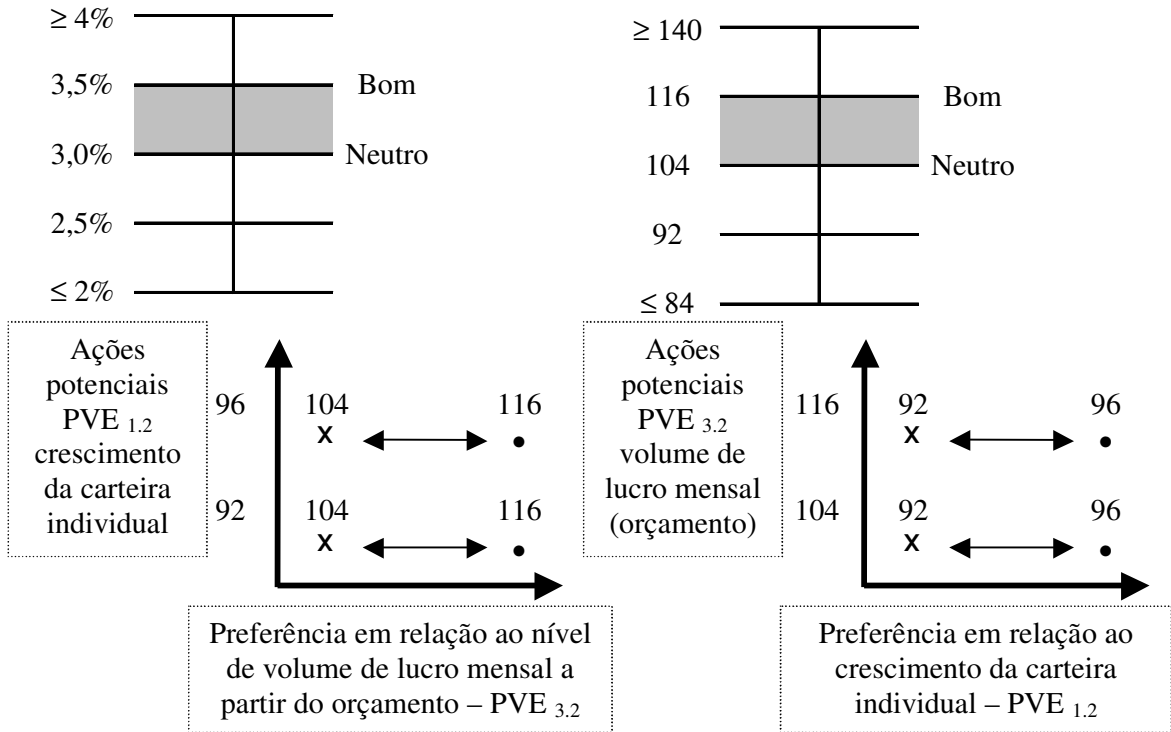 ≥ 4%
3,5% Bom
3,0% Neutro
2,5%
≤ 2%
≥ 140
116 Bom
104 Neutro
92
≤ 84
Ações
potenciais
PVE 1.2
crescimento
da carteira
individual
96 104 116
x •
92 104 116
x •
Preferência em relação ao nível
de volume de lucro mensal a
partir do orçamento – PVE 3.2
Ações
potenciais
PVE 3.2
volume de
lucro mensal
(orçamento)
116 92 96
x •
104 92 96
x •
Preferência em relação ao
crescimento da carteira
individual – PVE 1.2